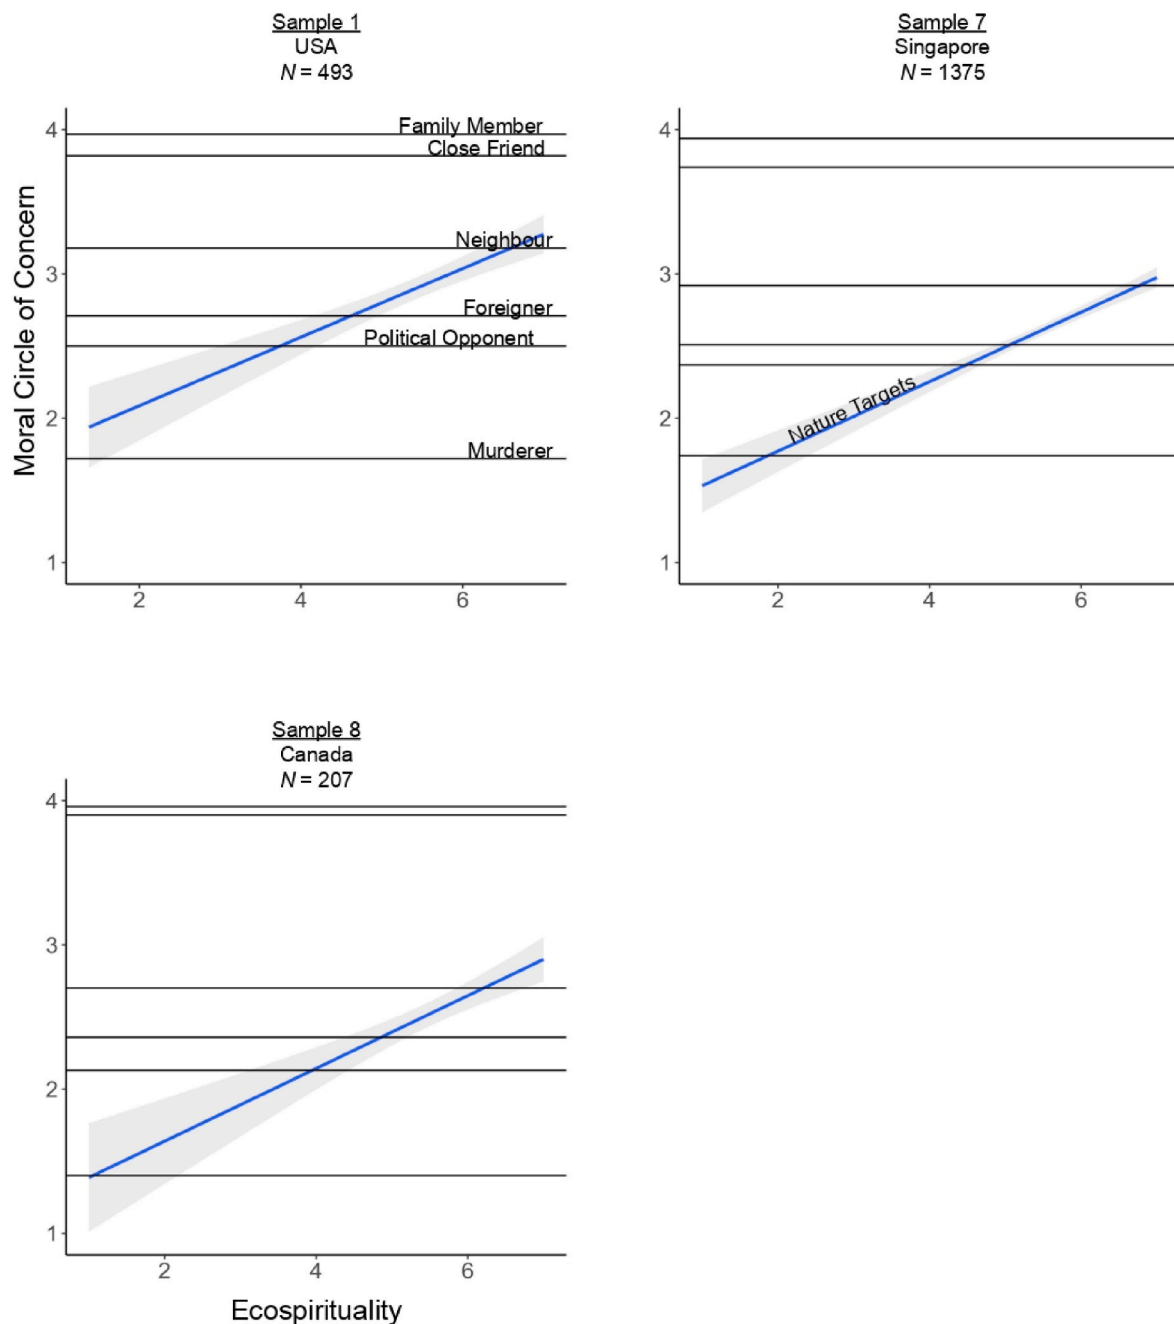 Sample 1
USA
N = 493
Sample 7
Singapore
N = 1375
Moral Circle of Concern
4
3
2
1
Family Member
Close Friend
Neighbour
Foreigner
Political Opponent
Murderer
2
4
6
4
3
2
1
Nature Targets
2
4
6
Sample 8
Canada
N = 207
4
3
2
1
2
4
6
Ecospirituality